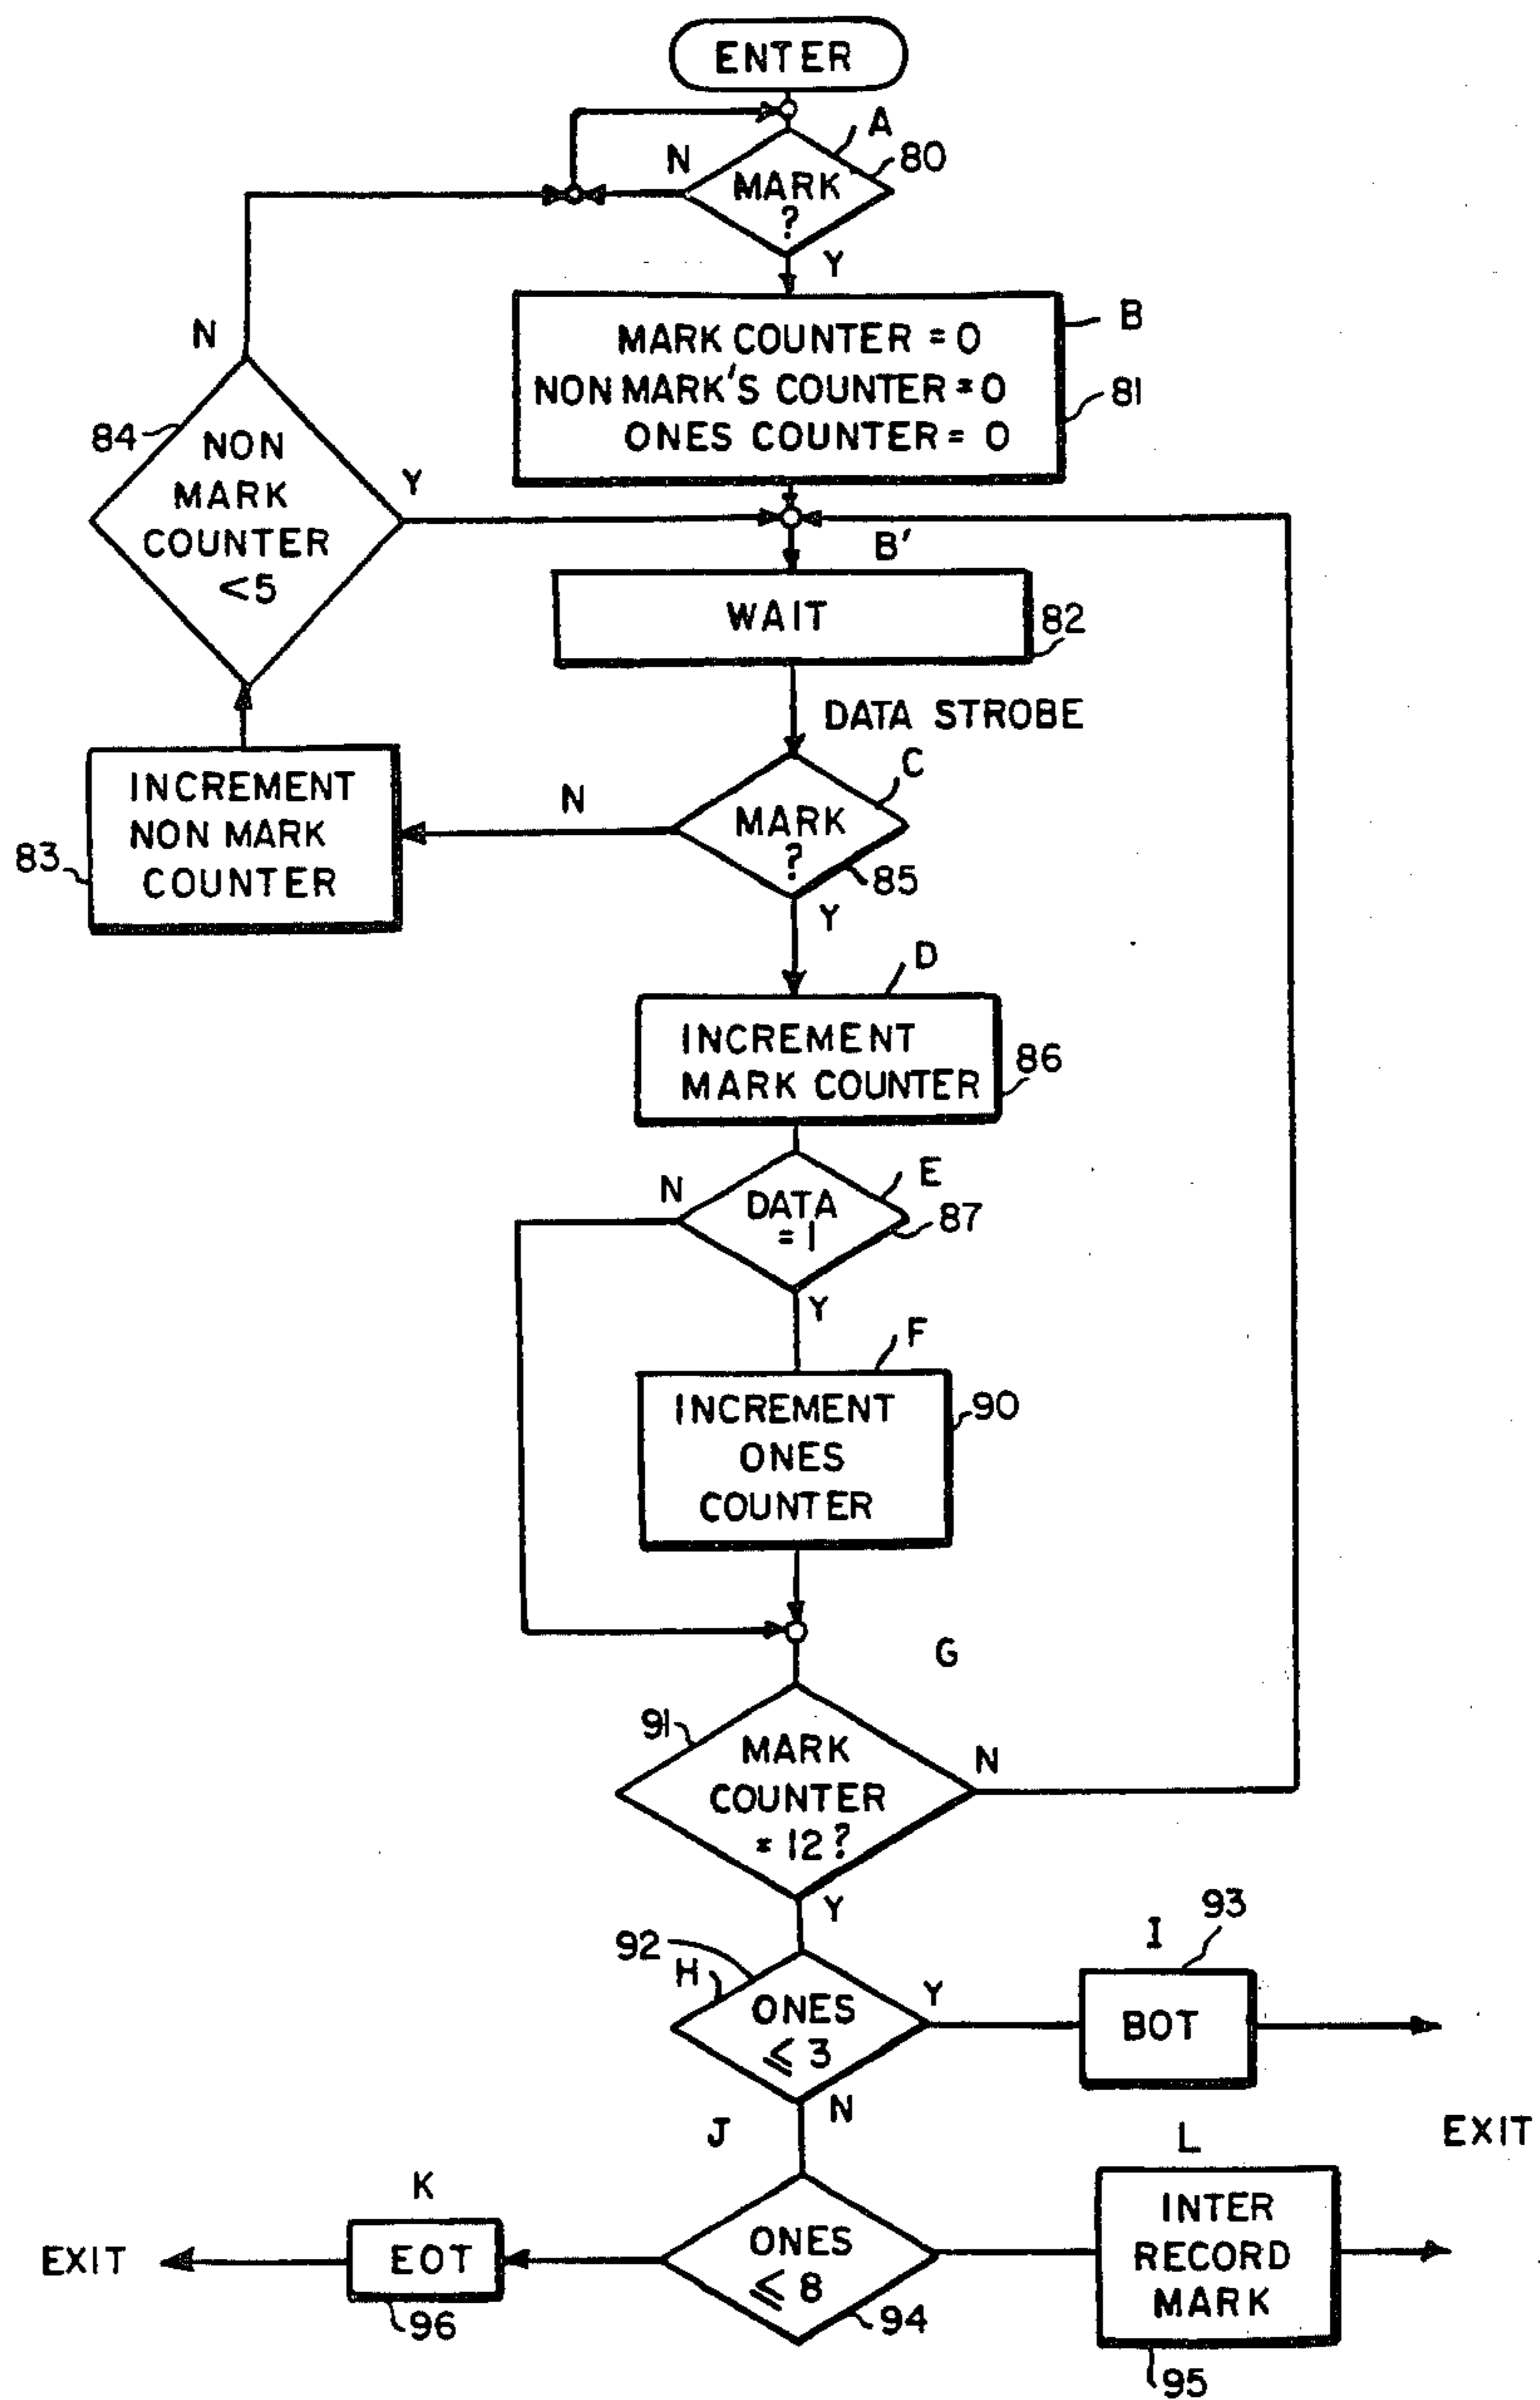 ENTER
A
80
N
MARK
?
Y
MARK COUNTER = 0
NON MARK'S COUNTER = 0
ONES COUNTER = 0
B
81
N
84
NON
MARK
COUNTER
<5
Y
B'
WAIT
82
DATA STROBE
C
MARK
?
85
N
Y
INCREMENT
NON MARK
COUNTER
83
D
INCREMENT
MARK COUNTER
86
E
N
DATA
=1
87
Y
F
INCREMENT
ONES
COUNTER
90
G
91
MARK
COUNTER
= 12?
N
Y
92
H
ONES
≤ 3
Y
N
I
93
BOT
EXIT
J
K
EXIT
EOT
96
ONES
≤ 8
94
L
INTER
RECORD
MARK
95